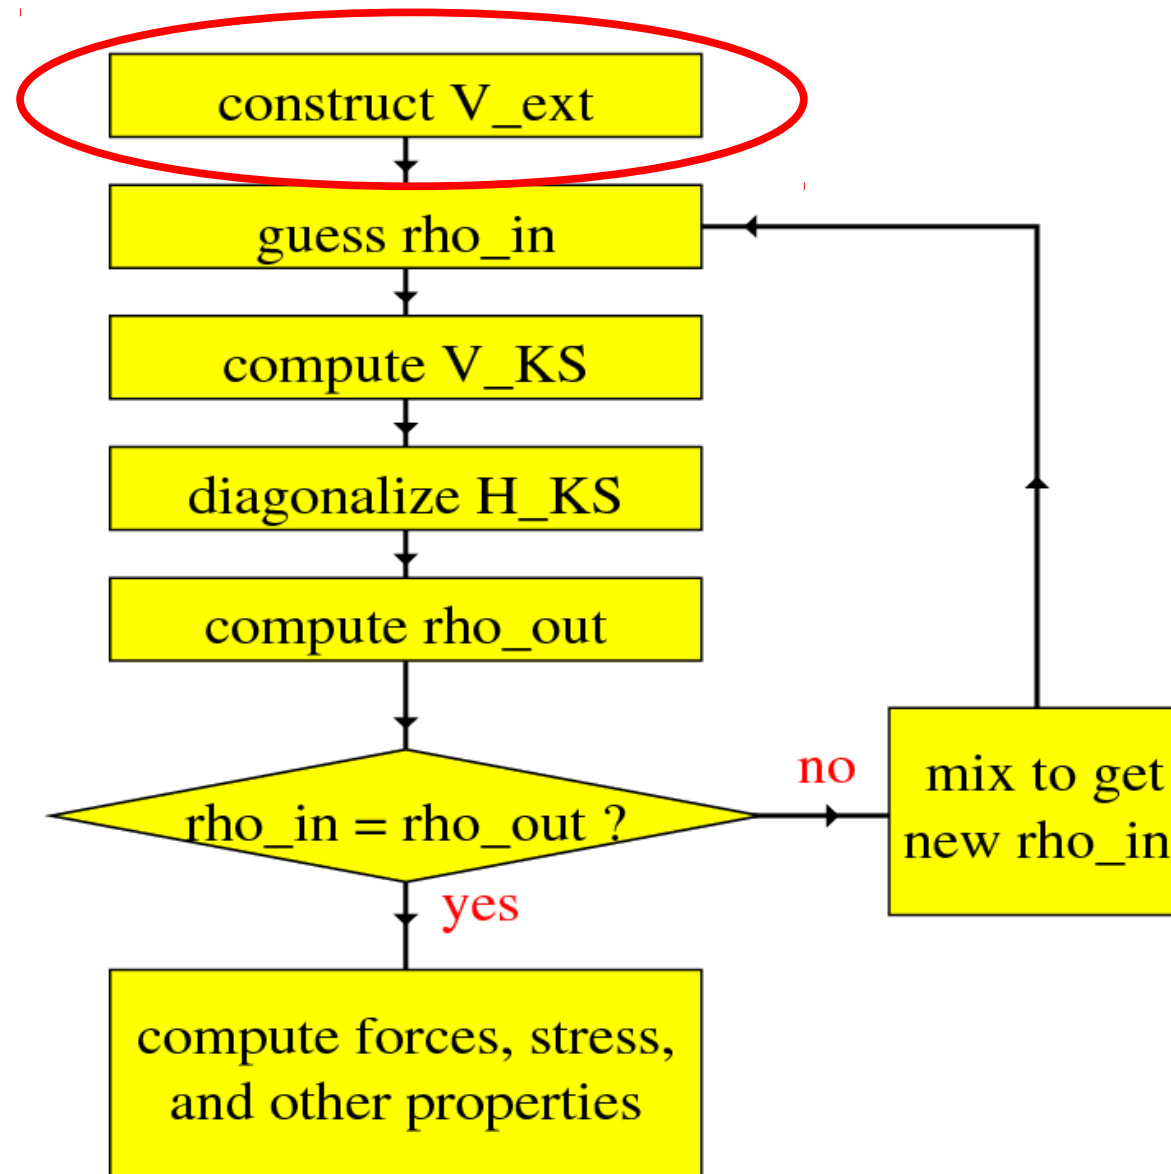 construct V_ext
guess rho_in
compute V_KS
diagonalize H_KS
compute rho_out
rho_in = rho_out ?
no
mix to get
new rho_in
yes
compute forces, stress,
and other properties